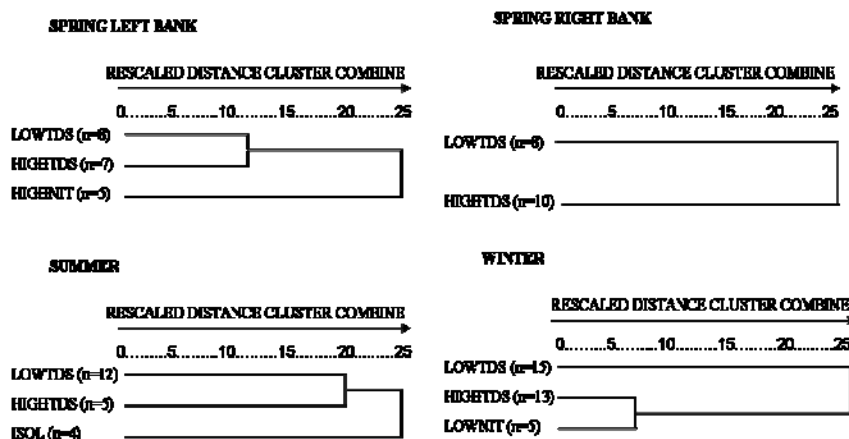 SPRING LEFT BANK
RESCALED DISTANCE CLUSTER COMBINE
0..........5..........10..........15..........20..........25
LOWTDS (n=6)
HIGHTDS (n=7)
HIGHNIT (n=5)
SPRING RIGHT BANK
RESCALED DISTANCE CLUSTER COMBINE
0..........5..........10..........15..........20..........25
LOWTDS (n=6)
HIGHTDS (n=10)
SUMMER
RESCALED DISTANCE CLUSTER COMBINE
0..........5..........10..........15..........20..........25
LOWTDS (n=12)
HIGHTDS (n=5)
ISOL (n=4)
WINTER
RESCALED DISTANCE CLUSTER COMBINE
0..........5..........10..........15..........20..........25
LOWTDS (n=15)
HIGHTDS (n=13)
LOWNIT (n=5)